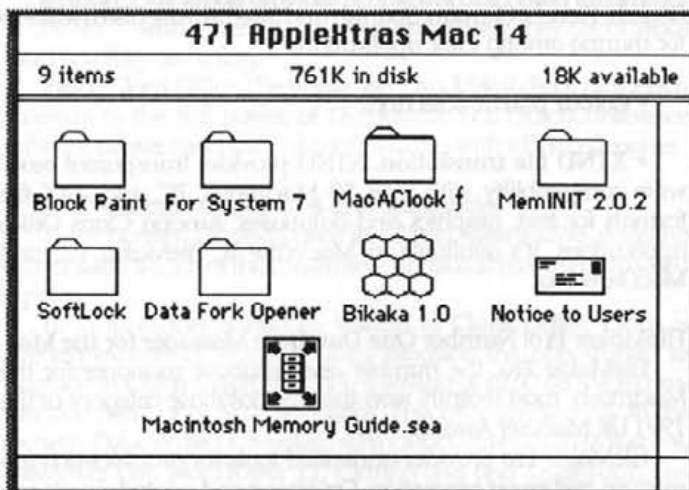 471 AppleXtras Mac 14
9 items 761K in disk 18K available
Block Paint For System 7 MacAClock ƒ MemINIT 2.0.2
SoftLock Data Fork Opener Bikaka 1.0 Notice to Users
Macintosh Memory Guide.sea